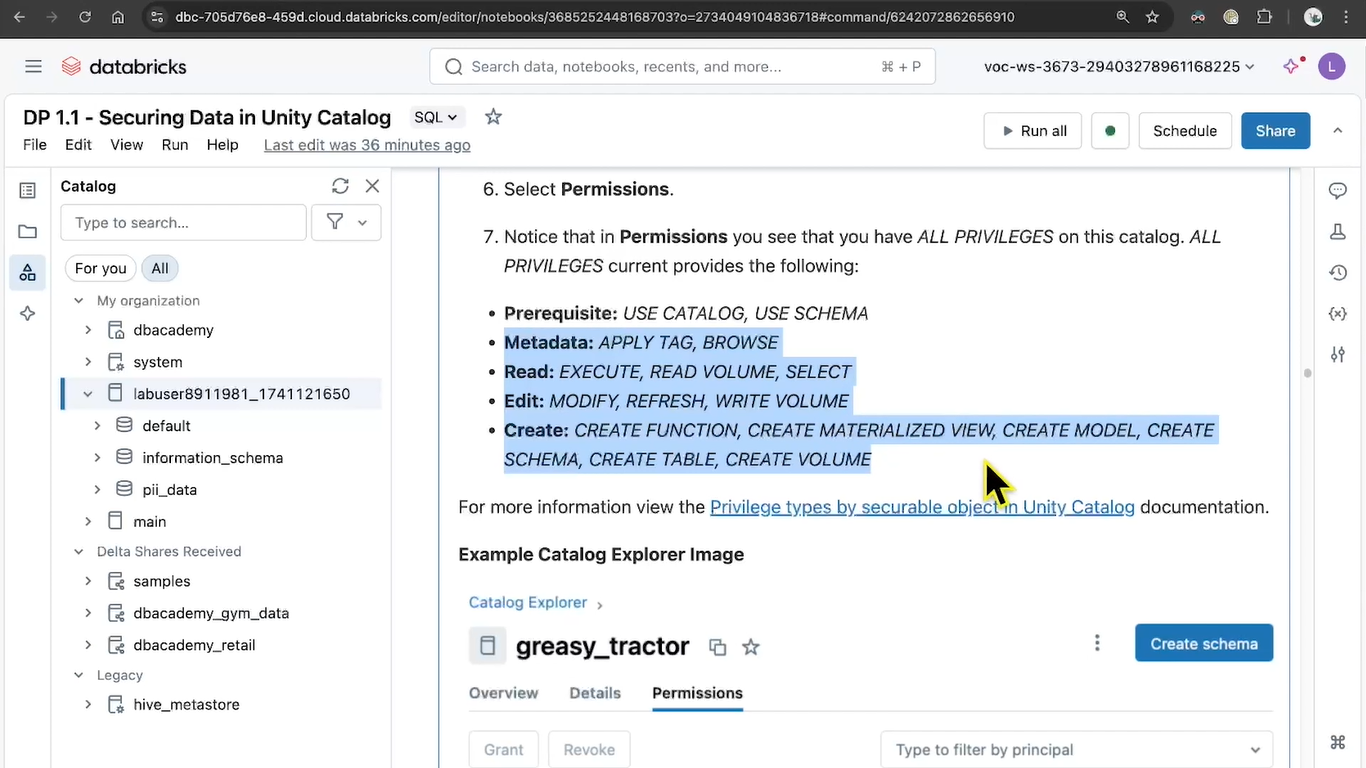 dbc-705d76e8-459d.cloud.databricks.com/editor/notebooks/3685252448168703?o=2734049104836718#command/6242072862656910
databricks
Search data, notebooks, recents, and more...
⌘ + P
voc-ws-3673-29403278961168225
L
DP 1.1 - Securing Data in Unity Catalog
SQL
File Edit View Run Help Last edit was 36 minutes ago
Run all
Schedule
Share
Catalog
Type to search...
For you
All
My organization
dbacademy
system
labuser8911981_1741121650
default
information_schema
pii_data
main
Delta Shares Received
samples
dbacademy_gym_data
dbacademy_retail
Legacy
hive_metastore
6. Select Permissions.
7. Notice that in Permissions you see that you have ALL PRIVILEGES on this catalog. ALL
PRIVILEGES current provides the following:
• Prerequisite: USE CATALOG, USE SCHEMA
• Metadata: APPLY TAG, BROWSE
• Read: EXECUTE, READ VOLUME, SELECT
• Edit: MODIFY, REFRESH, WRITE VOLUME
• Create: CREATE FUNCTION, CREATE MATERIALIZED VIEW, CREATE MODEL, CREATE
SCHEMA, CREATE TABLE, CREATE VOLUME
For more information view the Privilege types by securable object in Unity Catalog documentation.
Example Catalog Explorer Image
Catalog Explorer >
greasy_tractor
Create schema
Overview Details Permissions
Grant
Revoke
Type to filter by principal